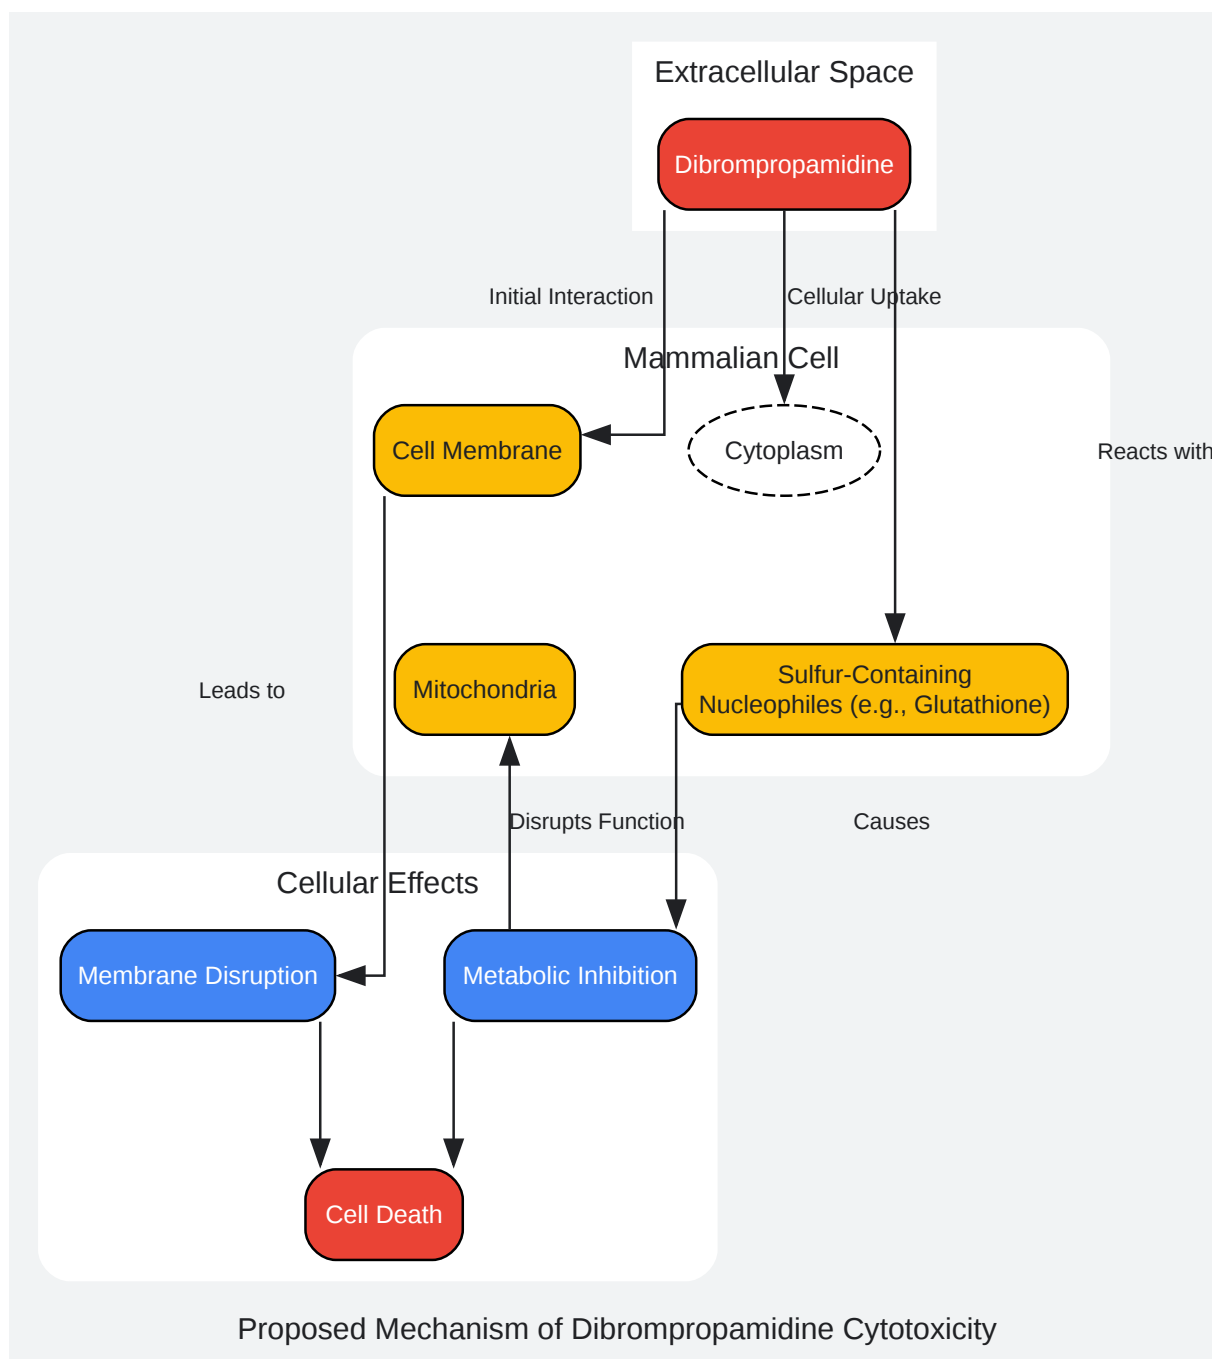 Extracellular Space
Dibrompropamidine
Initial Interaction
Cellular Uptake
Mammalian Cell
Cell Membrane
Cytoplasm
Reacts with
Mitochondria
Sulfur-Containing
Nucleophiles (e.g., Glutathione)
Leads to
Disrupts Function
Causes
Cellular Effects
Membrane Disruption
Metabolic Inhibition
Cell Death
Proposed Mechanism of Dibrompropamidine Cytotoxicity